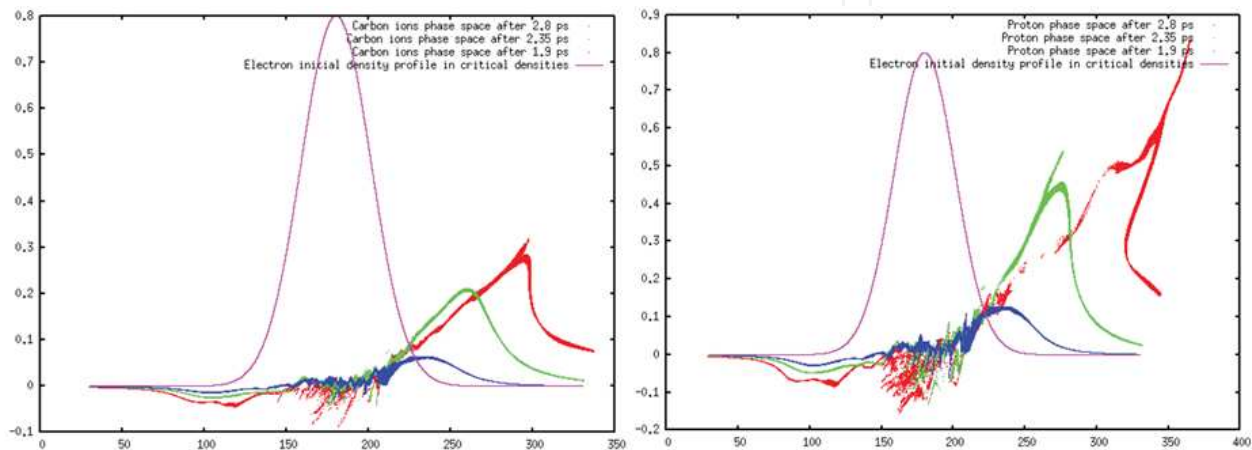 0.8
0.7
0.6
0.5
0.4
0.3
0.2
0.1
0
-0.1
0 50 100 150 200 250 300 350
Carbon ions phase space after 2.8 ps
Carbon ions phase space after 2.35 ps
Carbon ions phase space after 1.9 ps
Electron initial density profile in critical densities
0.9
0.8
0.7
0.6
0.5
0.4
0.3
0.2
0.1
0
-0.1
-0.2
0 50 100 150 200 250 300 350 400
Proton phase space after 2.8 ps
Proton phase space after 2.35 ps
Proton phase space after 1.9 ps
Electron initial density profile in critical densities